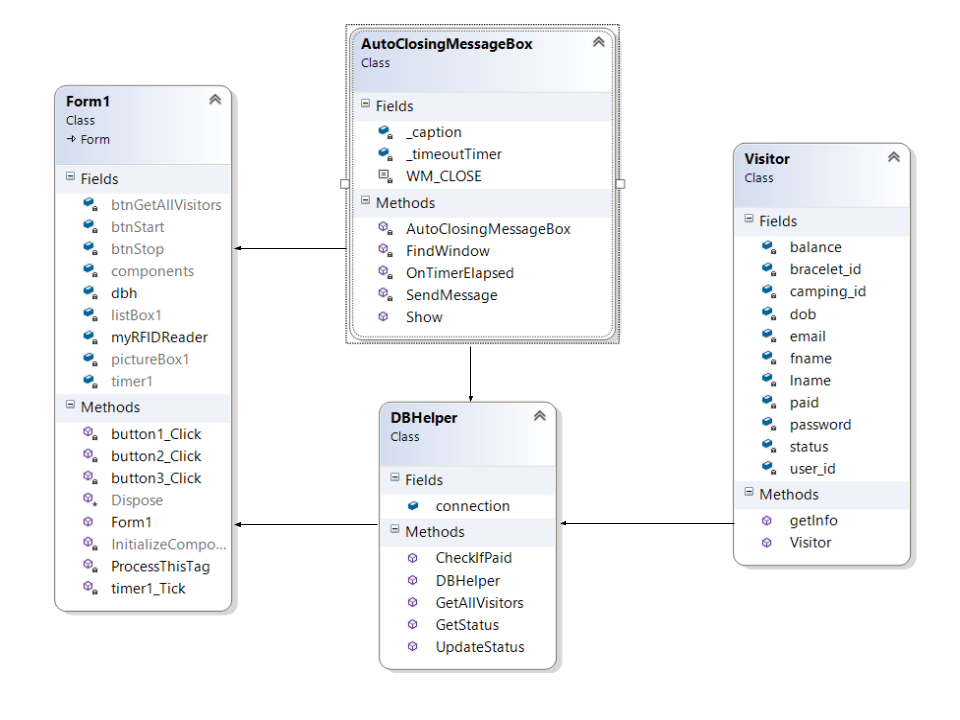 AutoClosingMessageBox
Class
Fields
_caption
_timeoutTimer
WM_CLOSE
Methods
AutoClosingMessageBox
FindWindow
OnTimerElapsed
SendMessage
Show
Form1
Class
Form
Fields
btnGetAllVisitors
btnStart
btnStop
components
dbh
listBox1
myRFIDReader
pictureBox1
timer1
Methods
button1_Click
button2_Click
button3_Click
Dispose
Form1
InitializeCompo...
ProcessThisTag
timer1_Tick
DBHelper
Class
Fields
connection
Methods
CheckIfPaid
DBHelper
GetAllVisitors
GetStatus
UpdateStatus
Visitor
Class
Fields
balance
bracelet_id
camping_id
dob
email
fname
lname
paid
password
status
user_id
Methods
getInfo
Visitor